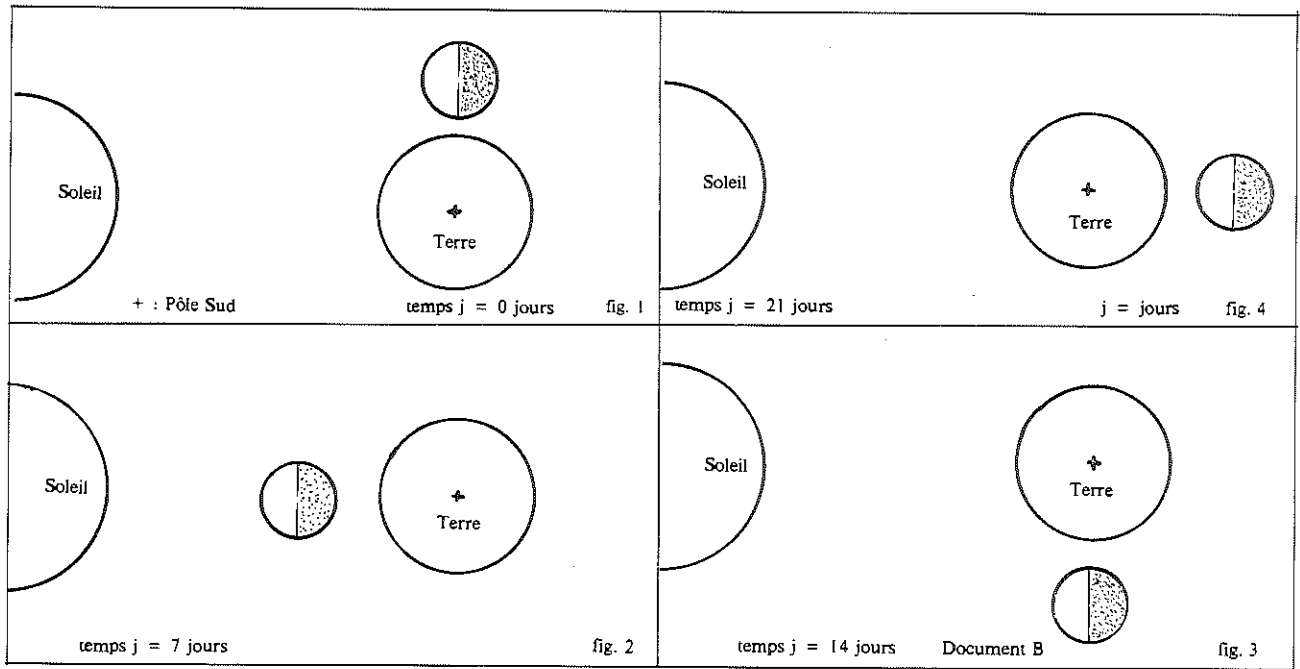 Soleil
Terre
+ : Pôle Sud temps j = 0 jours fig. 1
Soleil
Terre
temps j = 21 jours j = jours fig. 4
Soleil
Terre
temps j = 7 jours fig. 2
Soleil
Terre
temps j = 14 jours Document B fig. 3